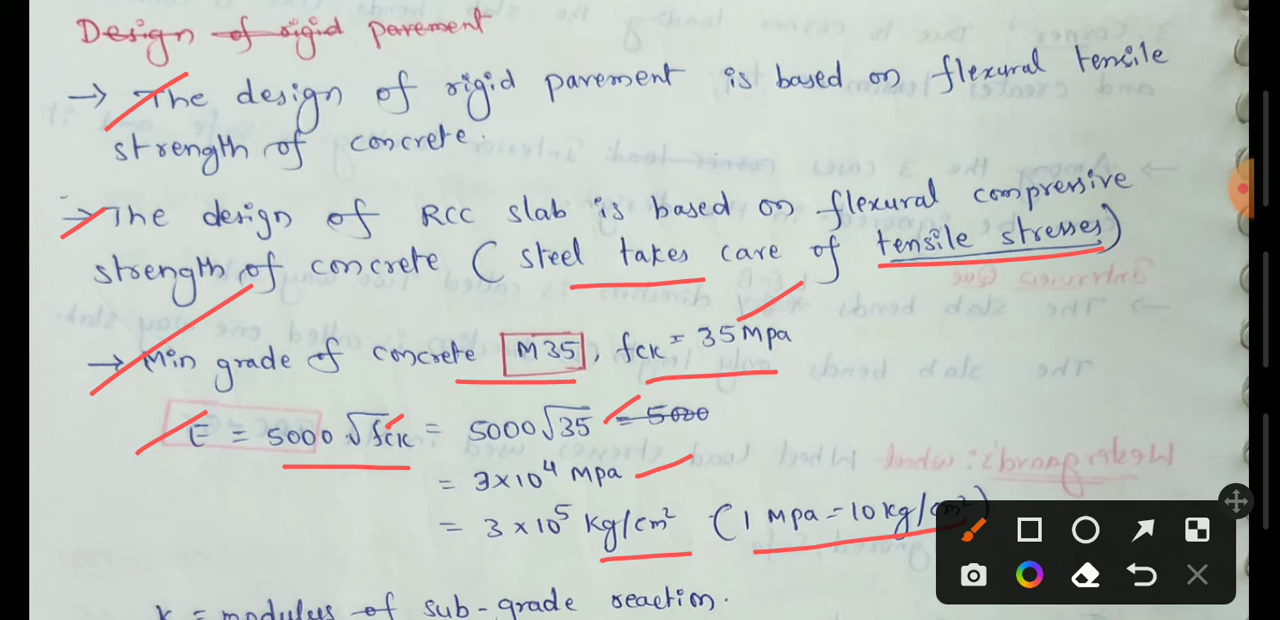 Design of rigid pavement
→ The design of rigid pavement is based on flexural tensile
strength of concrete.
→ The design of RCC slab is based on flexural compressive
strength of concrete ( steel takes care of tensile stresses)
→ Min grade of concrete M35, fck = 35 Mpa
E = 5000 √fck = 5000√35 = 5000
= 3×10⁴ Mpa
= 3×10⁵ kg/cm² (1 Mpa = 10 kg/cm²)
K = modulus of sub-grade reaction.